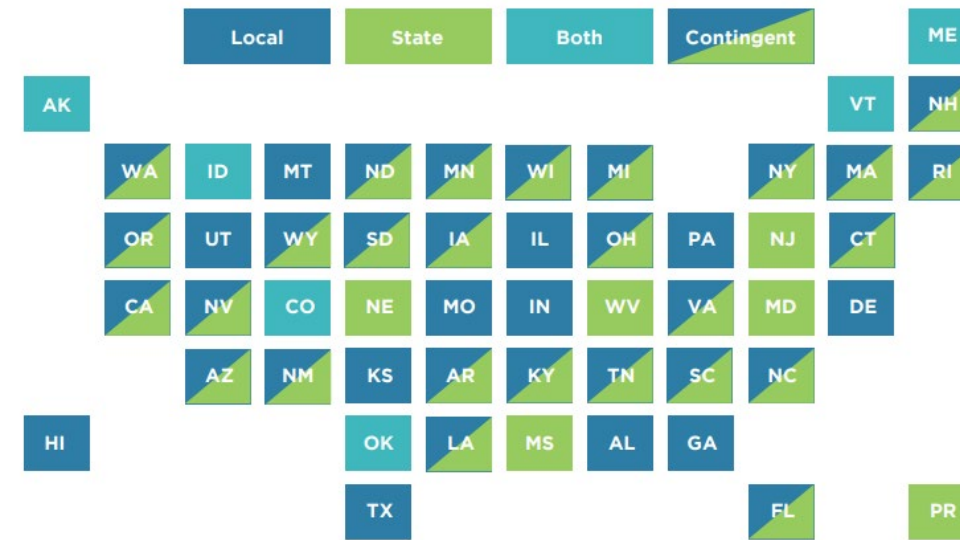 Local State Both Contingent ME
AK VT NH
WA ID MT ND MN WI MI NY MA RI
OR UT WY SD IA IL OH PA NJ CT
CA NV CO NE MO IN WV VA MD DE
AZ NM KS AR KY TN SC NC
HI OK LA MS AL GA
TX FL PR